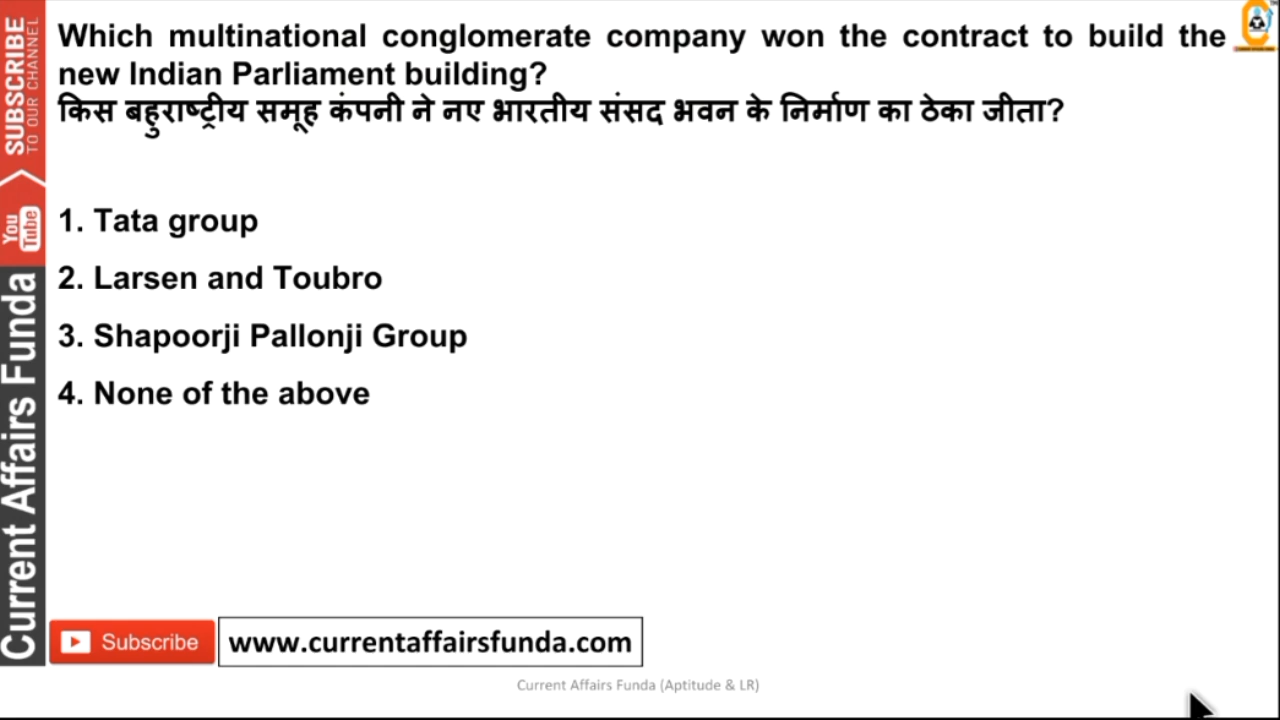 Which multinational conglomerate company won the contract to build the
new Indian Parliament building?
किस बहुराष्ट्रीय समूह कंपनी ने नए भारतीय संसद भवन के निर्माण का ठेका जीता?
1. Tata group
2. Larsen and Toubro
3. Shapoorji Pallonji Group
4. None of the above
SUBSCRIBE
TO OUR CHANNEL
You
Tube
Current Affairs Funda
Subscribe
www.currentaffairsfunda.com
Current Affairs Funda (Aptitude & LR)